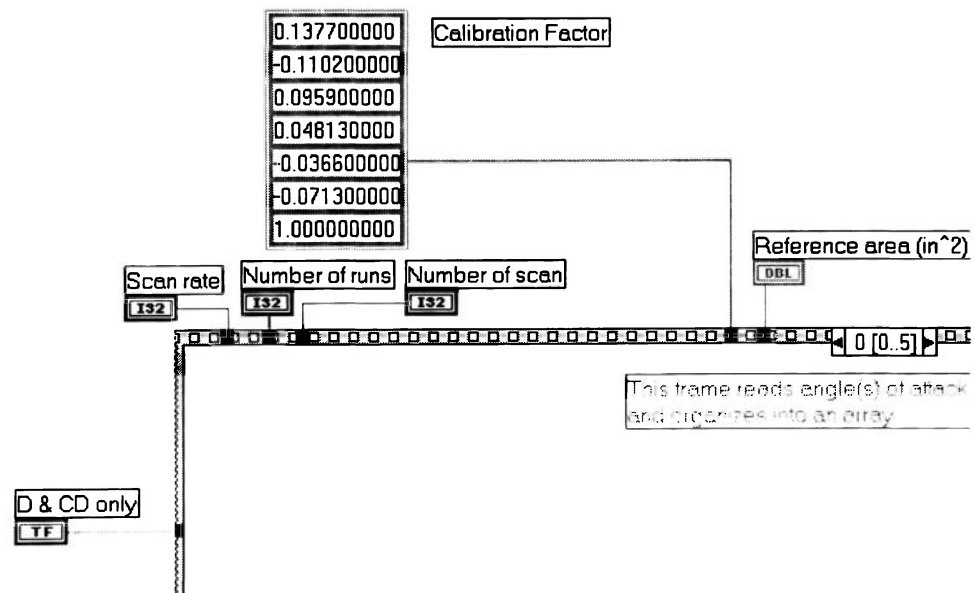 0.137700000
Calibration Factor
-0.110200000
0.095900000
0.048130000
-0.036600000
-0.071300000
1.000000000
Reference area (in^2)
DBL
Scan rate
Number of runs
Number of scan
I32
I32
I32
0 [0..5]
This frame reads angle(s) of attack
and organizes into an array
D & CD only
TF